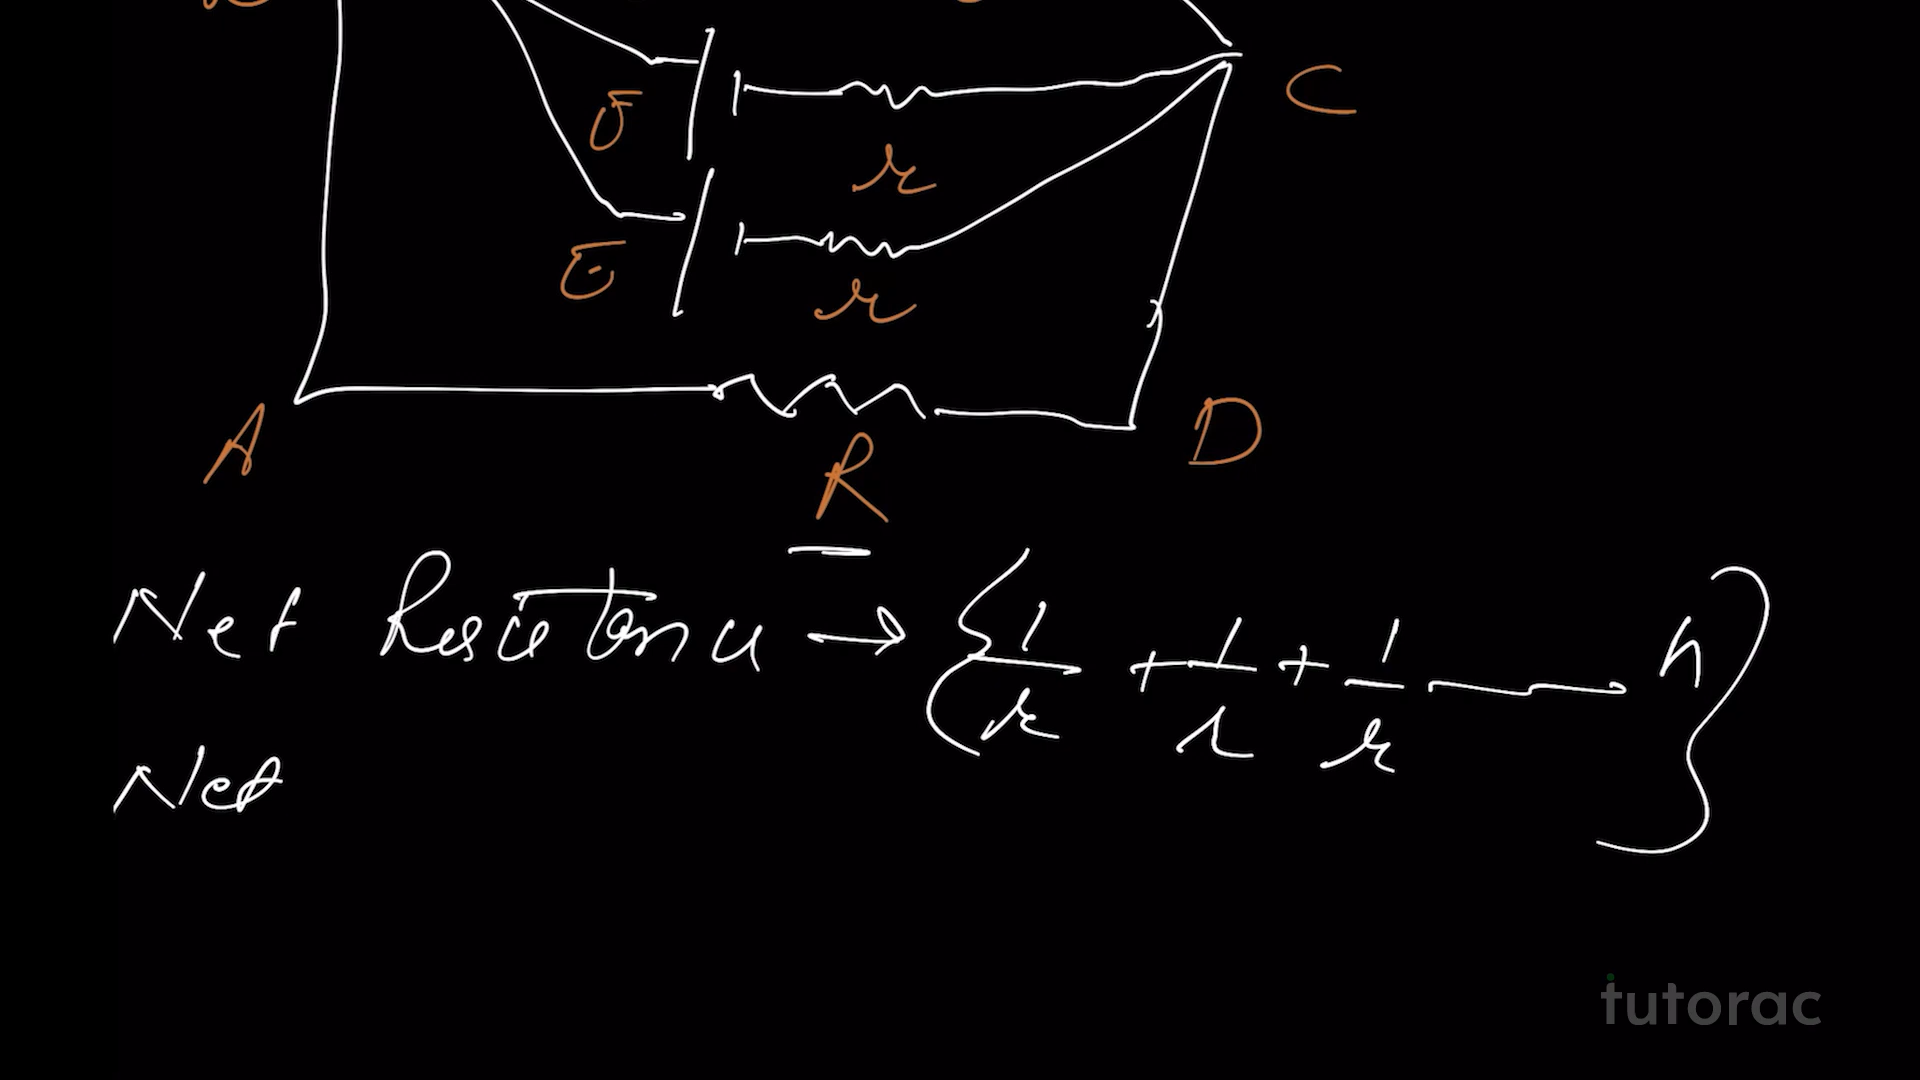 C
E
r
E
r
A
D
R
Net Resistance → { 1/r + 1/r + 1/r — n }
Net
tutorac